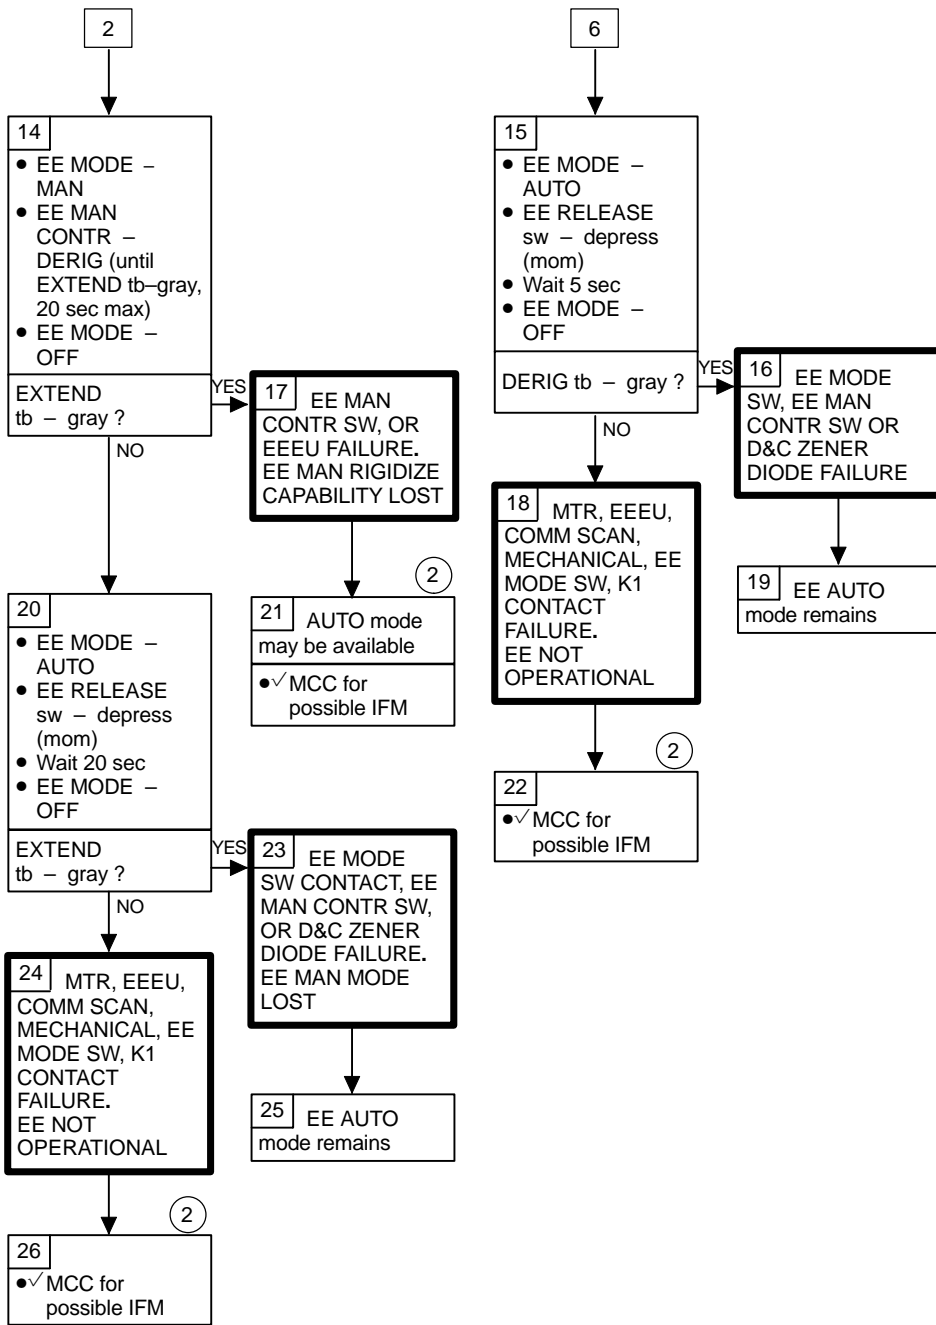 2
14
● EE MODE –
MAN
● EE MAN
CONTR –
DERIG (until
EXTEND tb–gray,
20 sec max)
● EE MODE –
OFF
EXTEND
tb – gray ?
YES
NO
17 EE MAN
CONTR SW, OR
EEEU FAILURE.
EE MAN RIGIDIZE
CAPABILITY LOST
2
21 AUTO mode
may be available
●√ MCC for
possible IFM
20
● EE MODE –
AUTO
● EE RELEASE
sw – depress
(mom)
● Wait 20 sec
● EE MODE –
OFF
EXTEND
tb – gray ?
YES
NO
23 EE MODE
SW CONTACT, EE
MAN CONTR SW,
OR D&C ZENER
DIODE FAILURE.
EE MAN MODE
LOST
25 EE AUTO
mode remains
24 MTR, EEEU,
COMM SCAN,
MECHANICAL, EE
MODE SW, K1
CONTACT
FAILURE.
EE NOT
OPERATIONAL
2
26
●√ MCC for
possible IFM
6
15
● EE MODE –
AUTO
● EE RELEASE
sw – depress
(mom)
● Wait 5 sec
● EE MODE –
OFF
DERIG tb – gray ?
YES
NO
16 EE MODE
SW, EE MAN
CONTR SW OR
D&C ZENER
DIODE FAILURE
19 EE AUTO
mode remains
18 MTR, EEEU,
COMM SCAN,
MECHANICAL, EE
MODE SW, K1
CONTACT
FAILURE.
EE NOT
OPERATIONAL
2
22
●√ MCC for
possible IFM